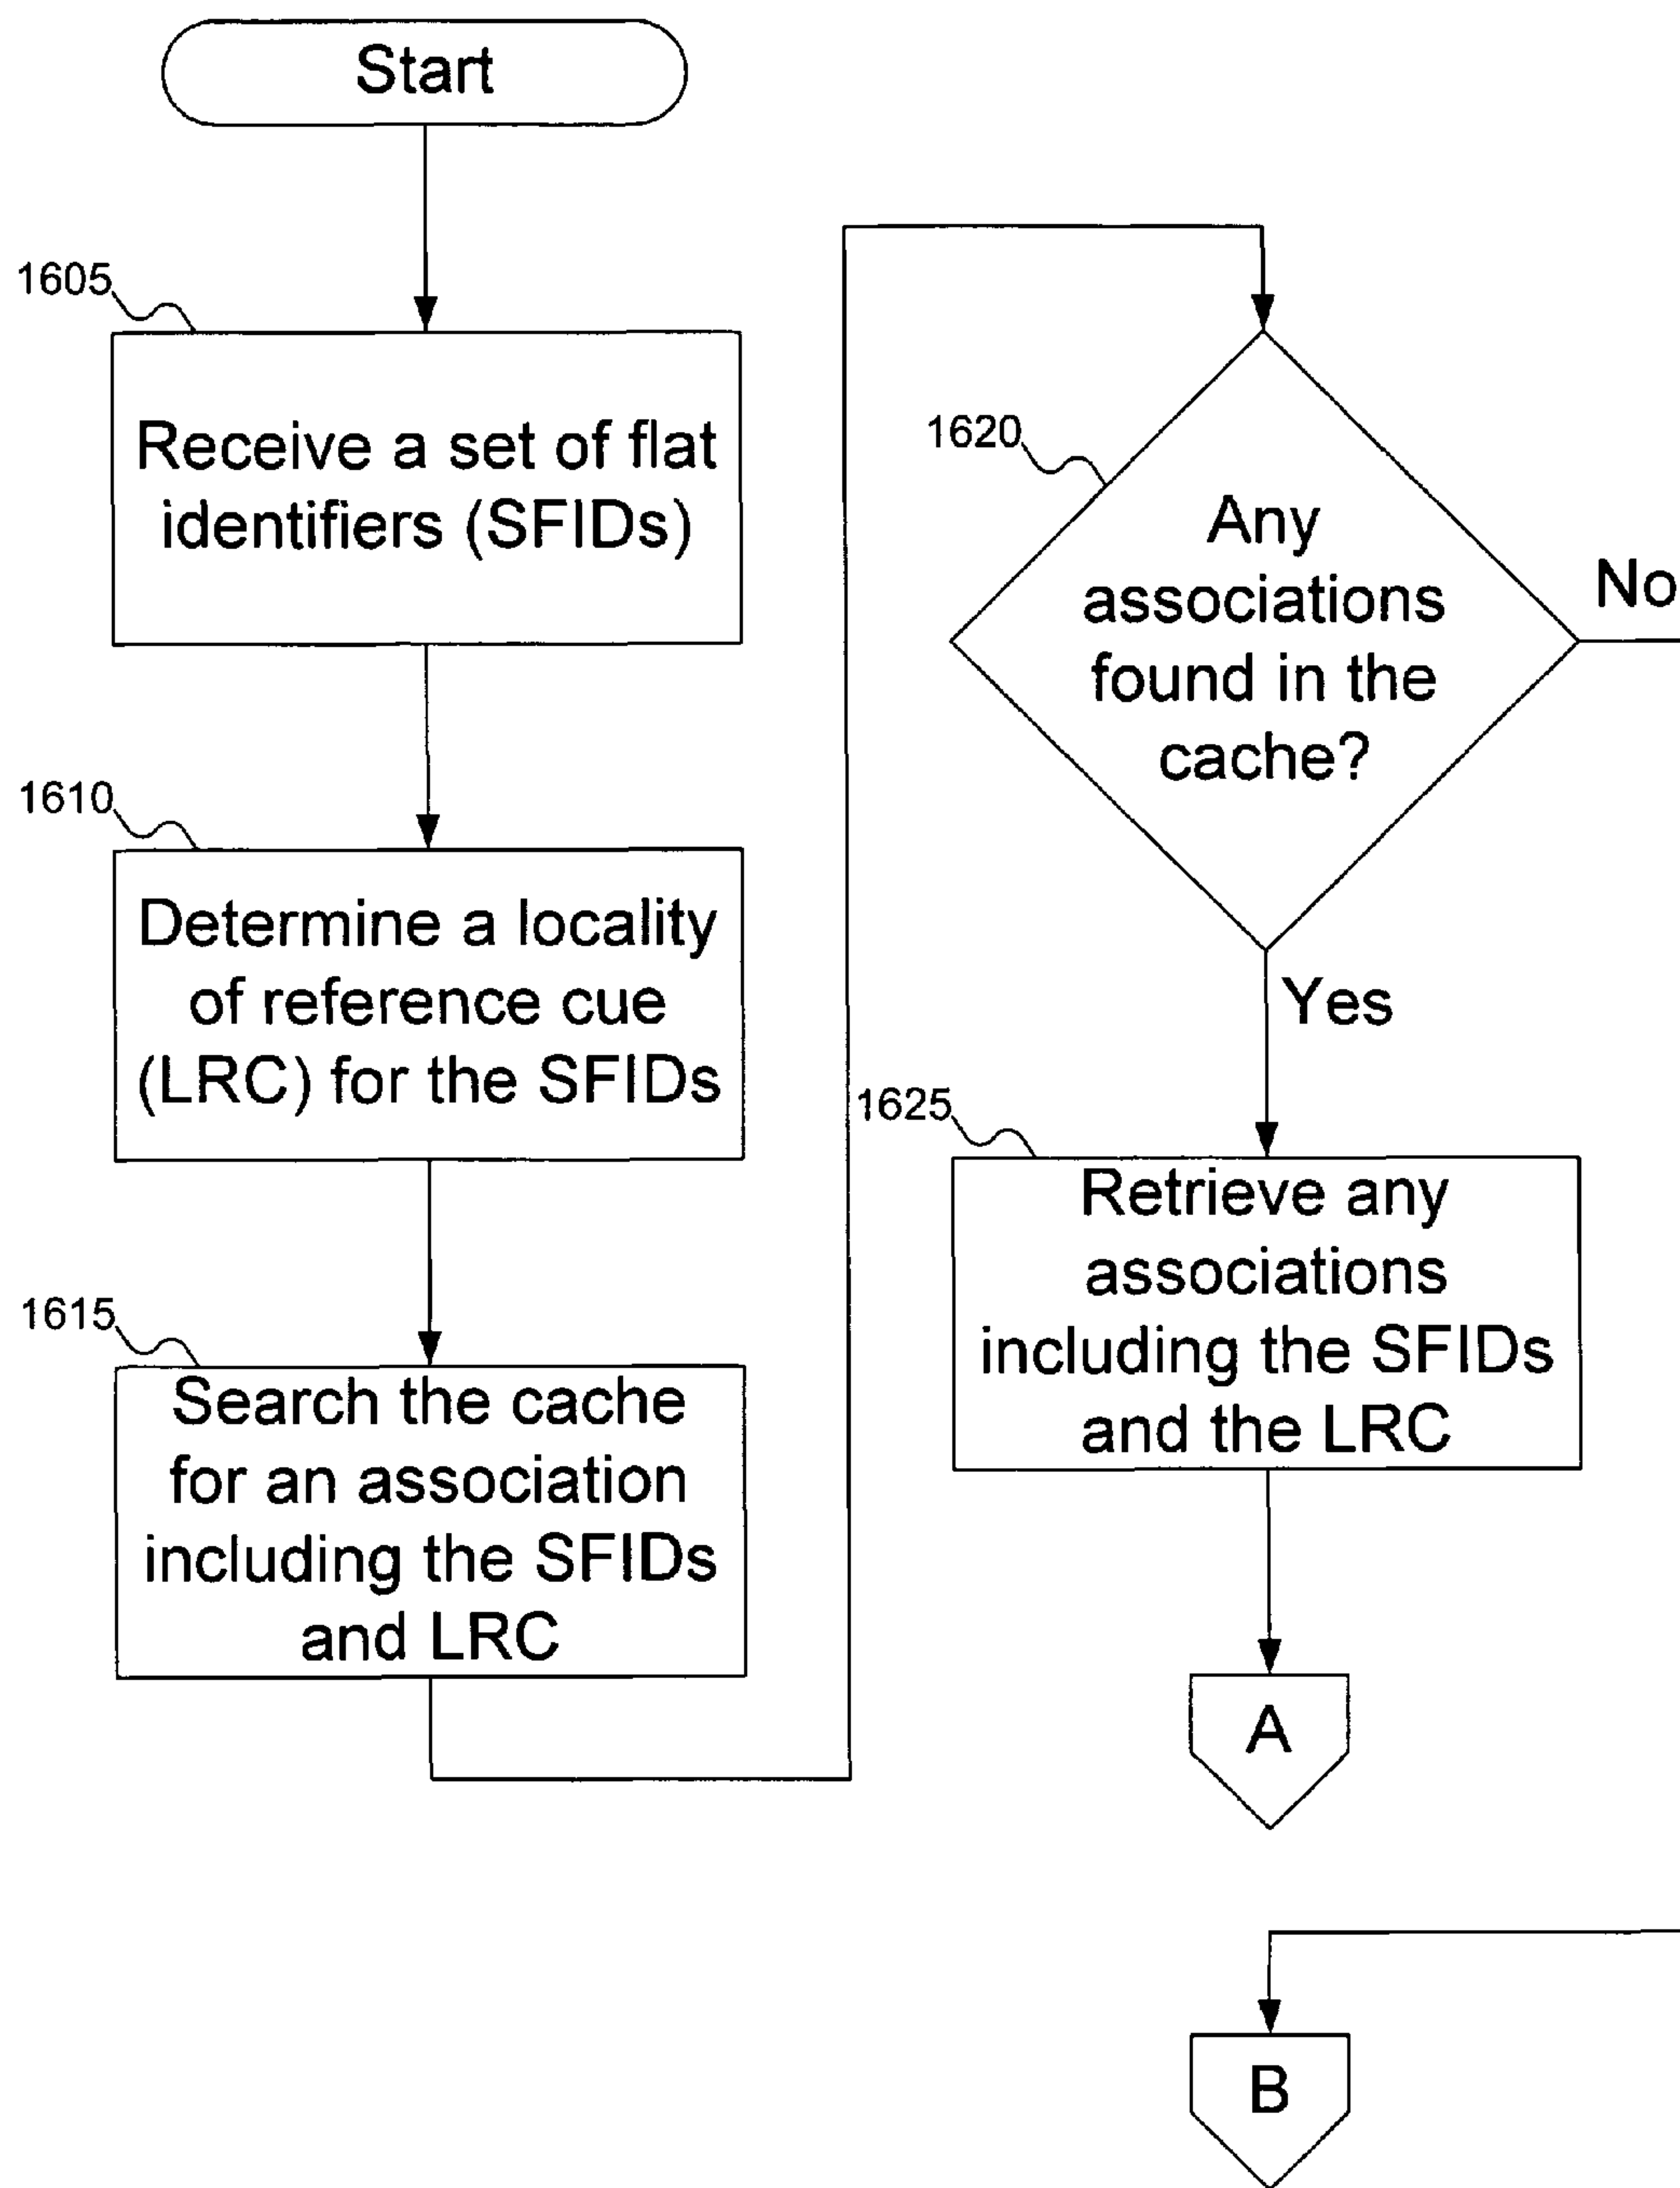 Start
1605
Receive a set of flat
identifiers (SFIDs)
1610
Determine a locality
of reference cue
(LRC) for the SFIDs
1615
Search the cache
for an association
including the SFIDs
and LRC
1620
Any
associations
found in the
cache?
No
Yes
1625
Retrieve any
associations
including the SFIDs
and the LRC
A
B